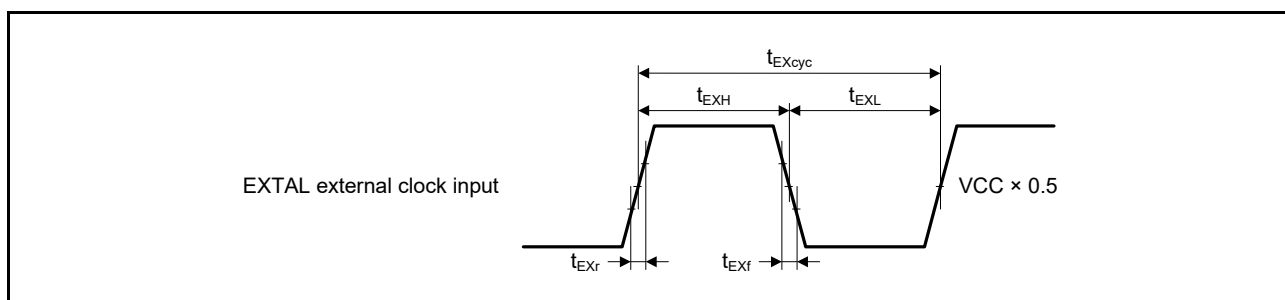 tEXcyc
tEXH
tEXL
EXTAL external clock input
VCC × 0.5
tEXr
tEXf